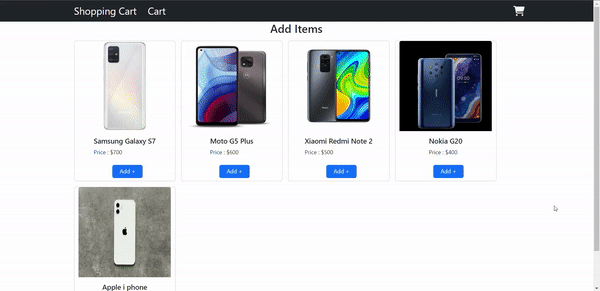 Shopping Cart Cart
Add Items
Samsung Galaxy S7
Price : $700
Add +
Moto G5 Plus
Price : $600
Add +
Xiaomi Redmi Note 2
Price : $500
Add +
Nokia G20
Price : $400
Add +
Apple i phone